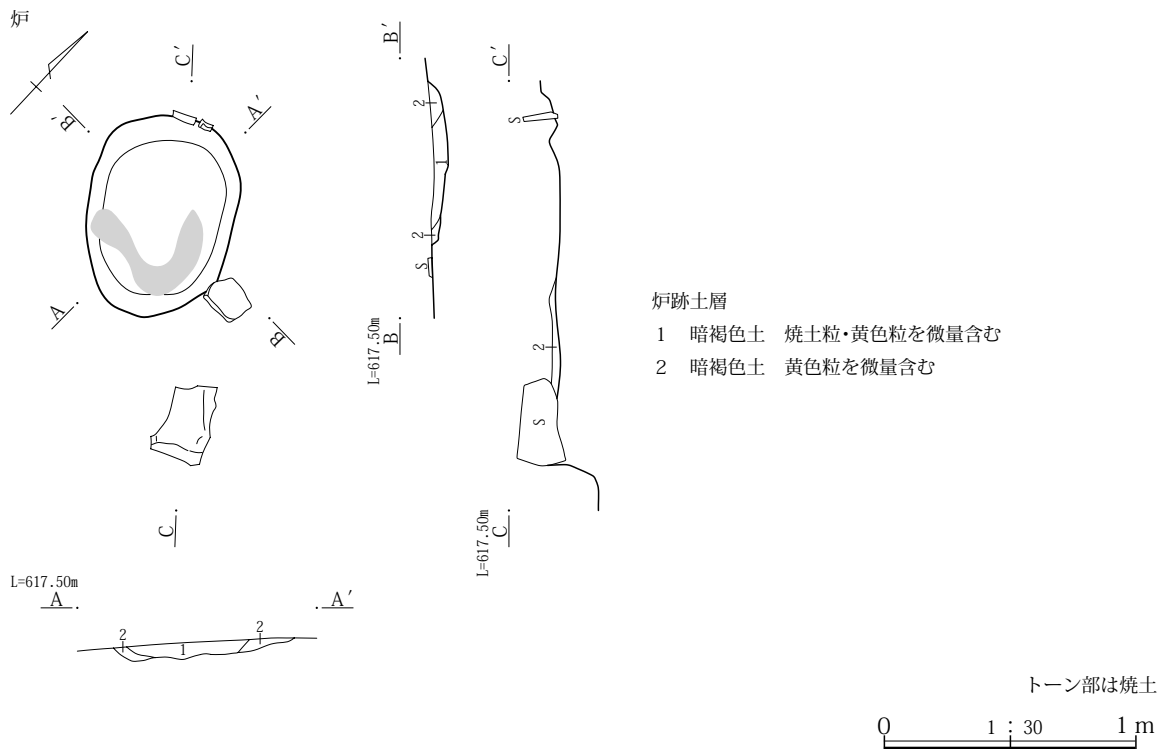 炉
C′
A′
B′
A
B
C
B′
2
1
2
S
L=617.50m
B
C′
S
2
S
L=617.50m
C
炉跡土層
1 暗褐色土 焼土粒・黄色粒を微量含む
2 暗褐色土 黄色粒を微量含む
L=617.50m
A A′
2 1 2
トーン部は焼土
0 1:30 1m